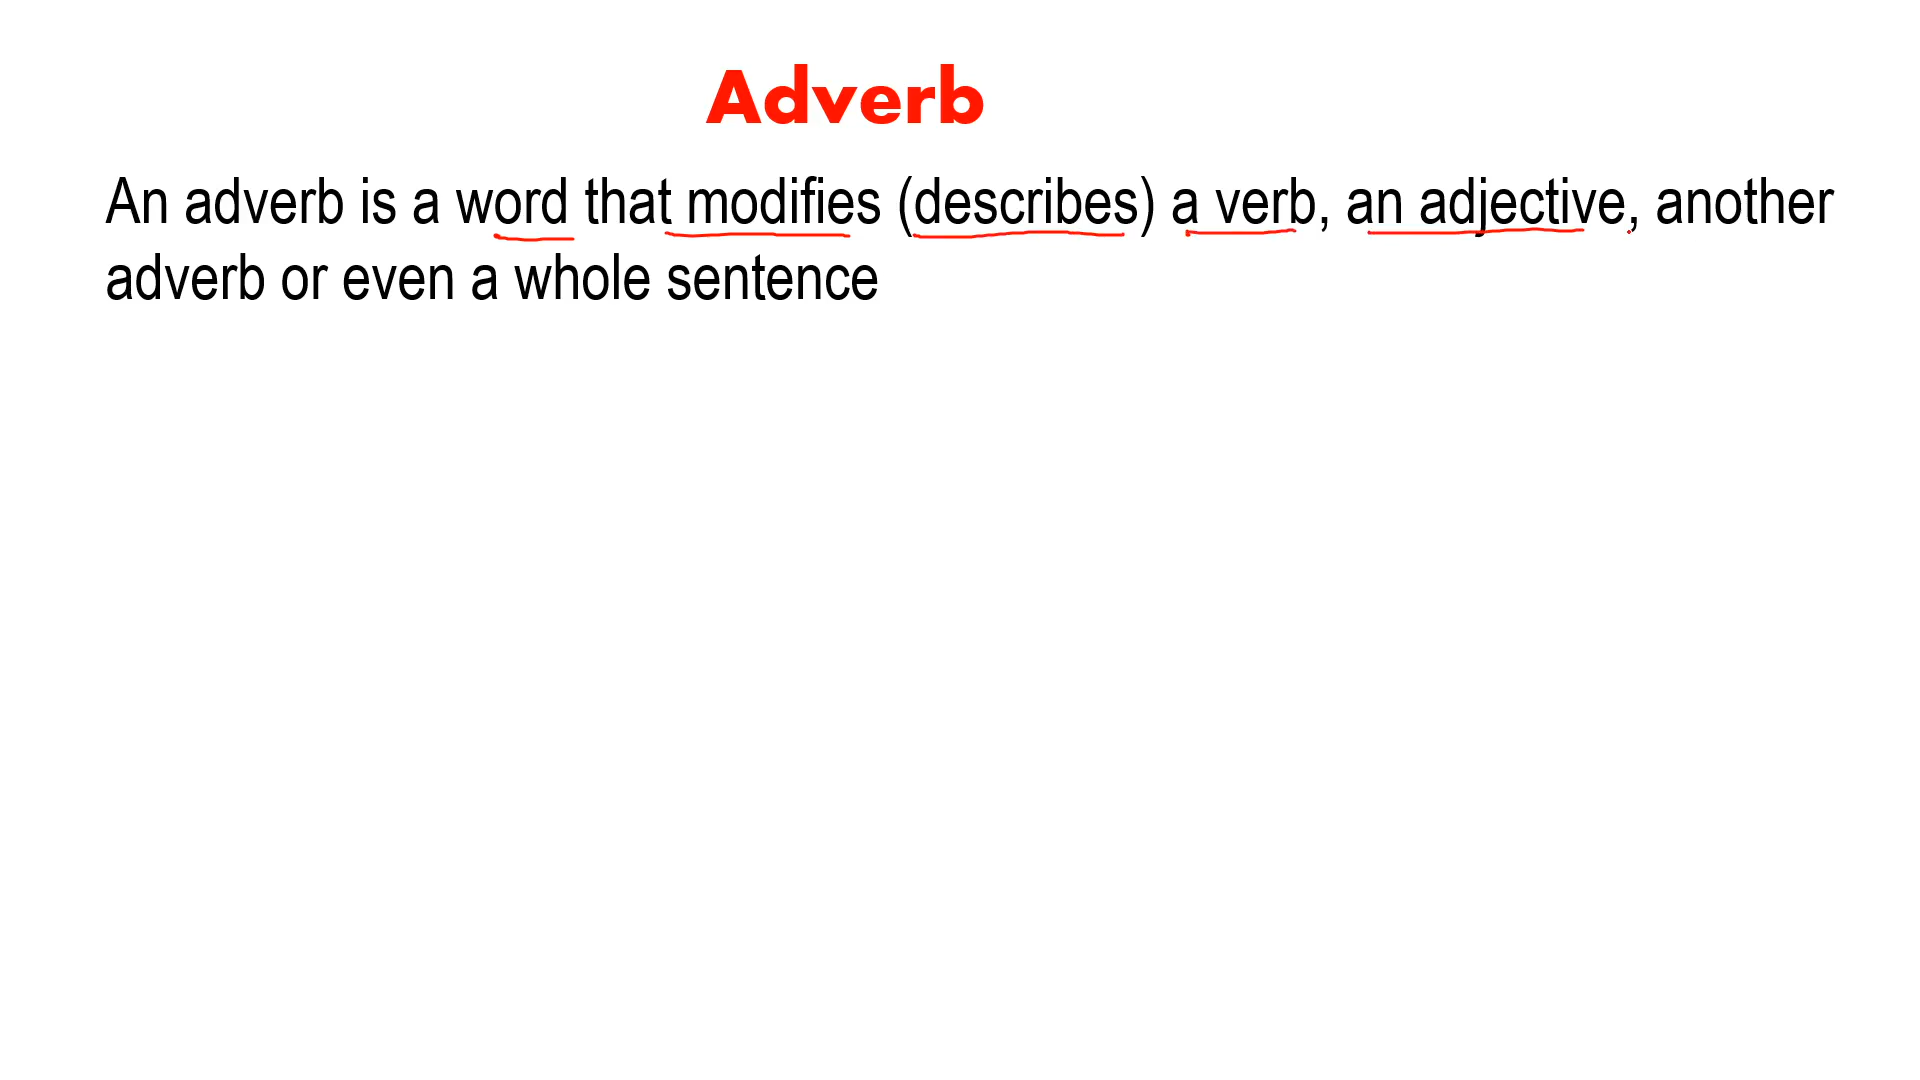 Adverb
An adverb is a word that modifies (describes) a verb, an adjective, another
adverb or even a whole sentence